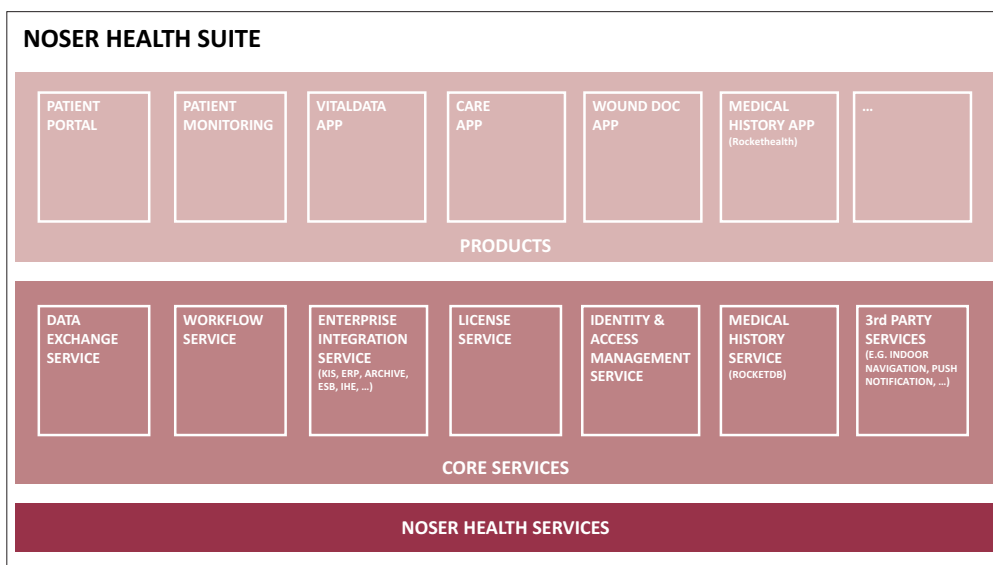 NOSER HEALTH SUITE
PATIENT
PORTAL
PATIENT
MONITORING
VITALDATA
APP
CARE
APP
WOUND DOC
APP
MEDICAL
HISTORY APP
(Rockethealth)
...
PRODUCTS
DATA
EXCHANGE
SERVICE
WORKFLOW
SERVICE
ENTERPRISE
INTEGRATION
SERVICE
(KIS, ERP, ARCHIVE,
ESB, IHE, ...)
LICENSE
SERVICE
IDENTITY &
ACCESS
MANAGEMENT
SERVICE
MEDICAL
HISTORY
SERVICE
(ROCKETDB)
3rd PARTY
SERVICES
(E.G. INDOOR
NAVIGATION, PUSH
NOTIFICATION, ...)
CORE SERVICES
NOSER HEALTH SERVICES